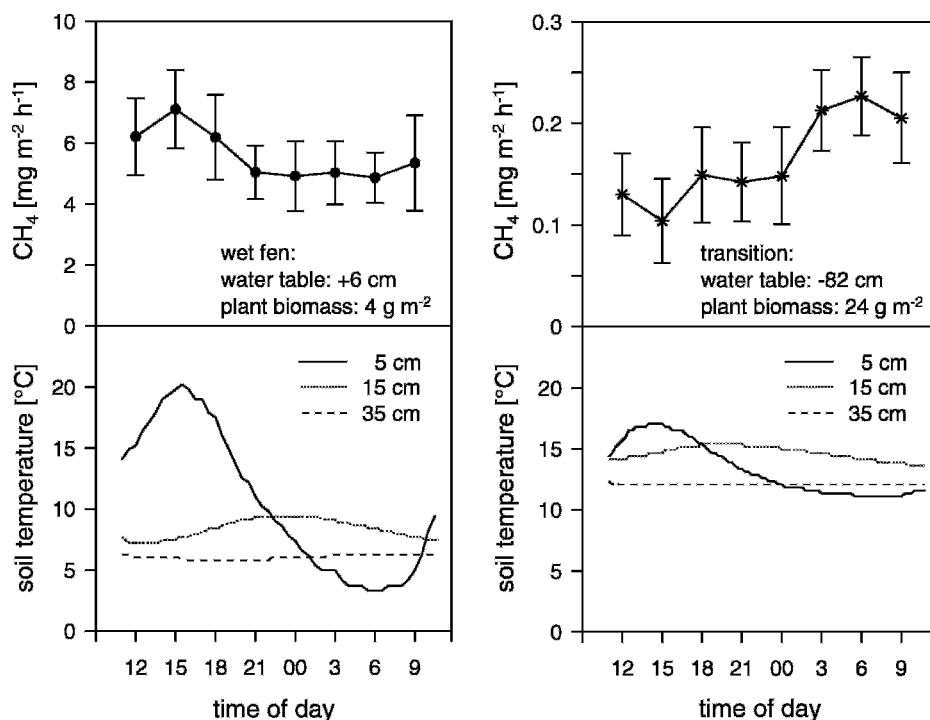 CH4 [mg m-2 h-1]
10
8
6
4
2
0
wet fen:
water table: +6 cm
plant biomass: 4 g m-2
CH4 [mg m-2 h-1]
0.3
0.2
0.1
0
transition:
water table: -82 cm
plant biomass: 24 g m-2
soil temperature [°C]
20
15
10
5
0
5 cm
15 cm
35 cm
12 15 18 21 00 3 6 9
time of day
soil temperature [°C]
20
15
10
5
0
5 cm
15 cm
35 cm
12 15 18 21 00 3 6 9
time of day